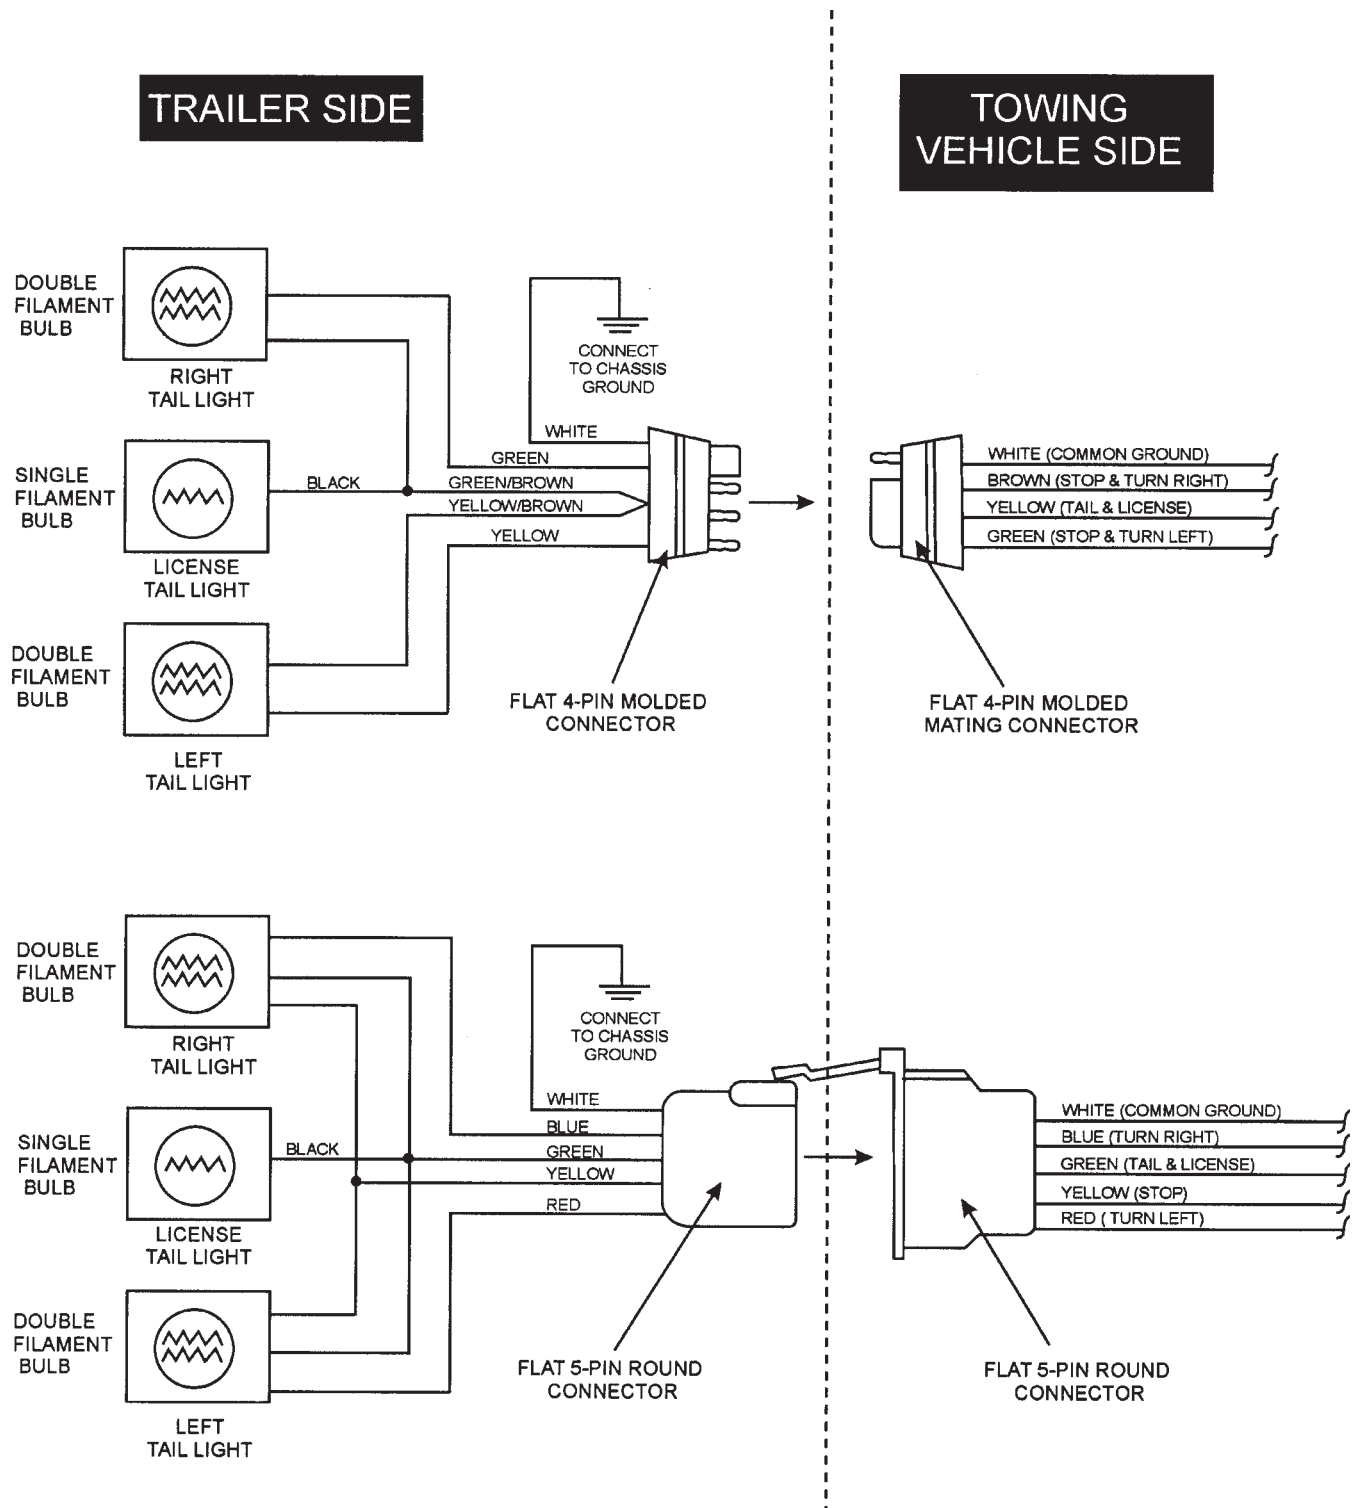 TRAILER SIDE
TOWING
VEHICLE SIDE
DOUBLE
FILAMENT
BULB
RIGHT
TAIL LIGHT
SINGLE
FILAMENT
BULB
LICENSE
TAIL LIGHT
DOUBLE
FILAMENT
BULB
LEFT
TAIL LIGHT
BLACK
CONNECT
TO CHASSIS
GROUND
WHITE
GREEN
GREEN/BROWN
YELLOW/BROWN
YELLOW
FLAT 4-PIN MOLDED
CONNECTOR
WHITE (COMMON GROUND)
BROWN (STOP & TURN RIGHT)
YELLOW (TAIL & LICENSE)
GREEN (STOP & TURN LEFT)
FLAT 4-PIN MOLDED
MATING CONNECTOR
DOUBLE
FILAMENT
BULB
RIGHT
TAIL LIGHT
SINGLE
FILAMENT
BULB
LICENSE
TAIL LIGHT
DOUBLE
FILAMENT
BULB
LEFT
TAIL LIGHT
BLACK
CONNECT
TO CHASSIS
GROUND
WHITE
BLUE
GREEN
YELLOW
RED
FLAT 5-PIN ROUND
CONNECTOR
WHITE (COMMON GROUND)
BLUE (TURN RIGHT)
GREEN (TAIL & LICENSE)
YELLOW (STOP)
RED ( TURN LEFT)
FLAT 5-PIN ROUND
CONNECTOR